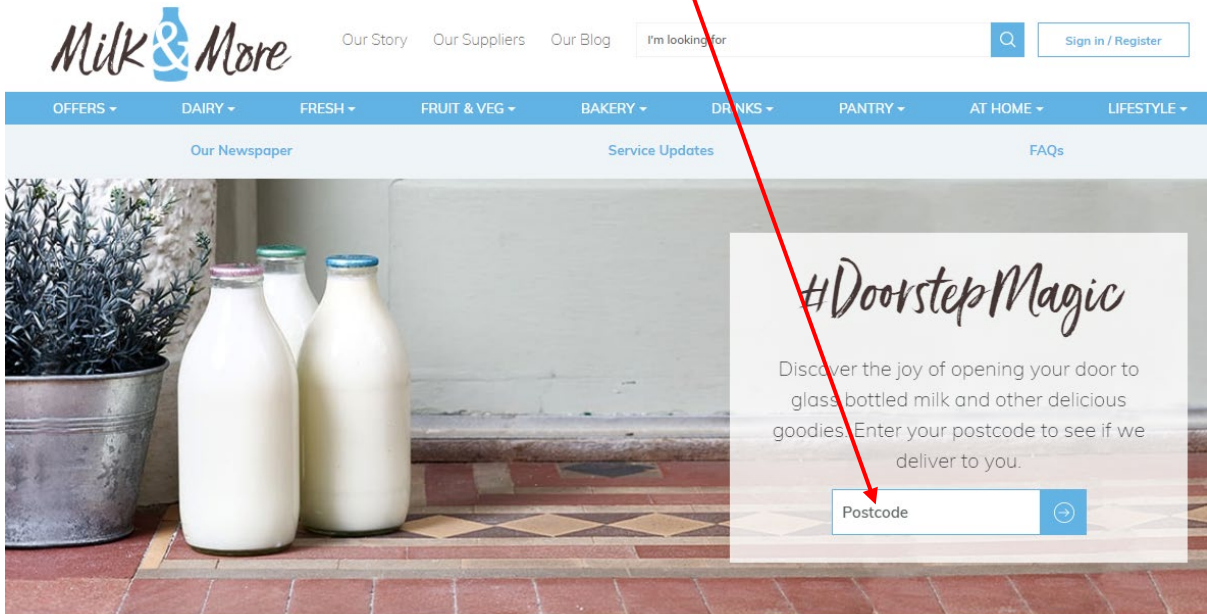 Milk & More
Our Story Our Suppliers Our Blog I'm looking for Sign in / Register
OFFERS DAIRY FRESH FRUIT & VEG BAKERY DRINKS PANTRY AT HOME LIFESTYLE
Our Newspaper Service Updates FAQs
#DoorstepMagic
Discover the joy of opening your door to
glass bottled milk and other delicious
goodies. Enter your postcode to see if we
deliver to you.
Postcode